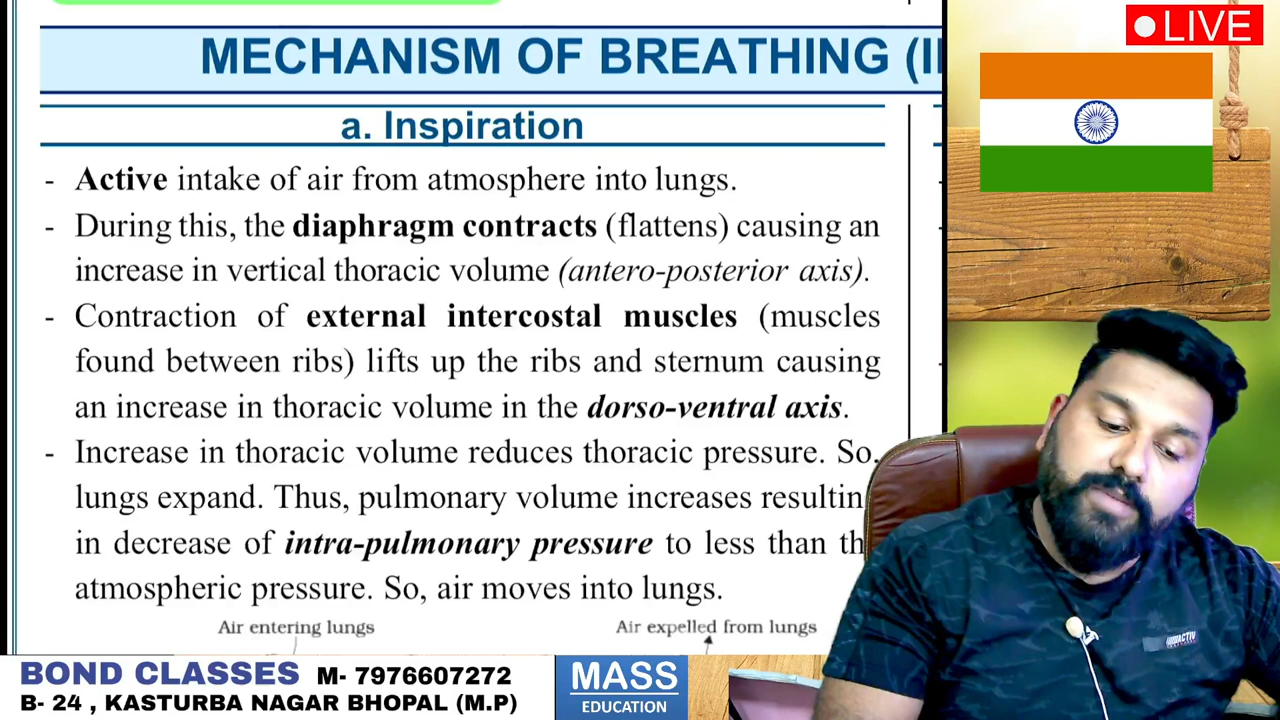 LIVE
MECHANISM OF BREATHING (I
a. Inspiration
- Active intake of air from atmosphere into lungs.
- During this, the diaphragm contracts (flattens) causing an
increase in vertical thoracic volume (antero-posterior axis).
- Contraction of external intercostal muscles (muscles
found between ribs) lifts up the ribs and sternum causing
an increase in thoracic volume in the dorso-ventral axis.
- Increase in thoracic volume reduces thoracic pressure. So,
lungs expand. Thus, pulmonary volume increases resultin
in decrease of intra-pulmonary pressure to less than th
atmospheric pressure. So, air moves into lungs.
Air entering lungs Air expelled from lungs
BOND CLASSES M- 7976607272
B- 24 , KASTURBA NAGAR BHOPAL (M.P)
MASS
EDUCATION